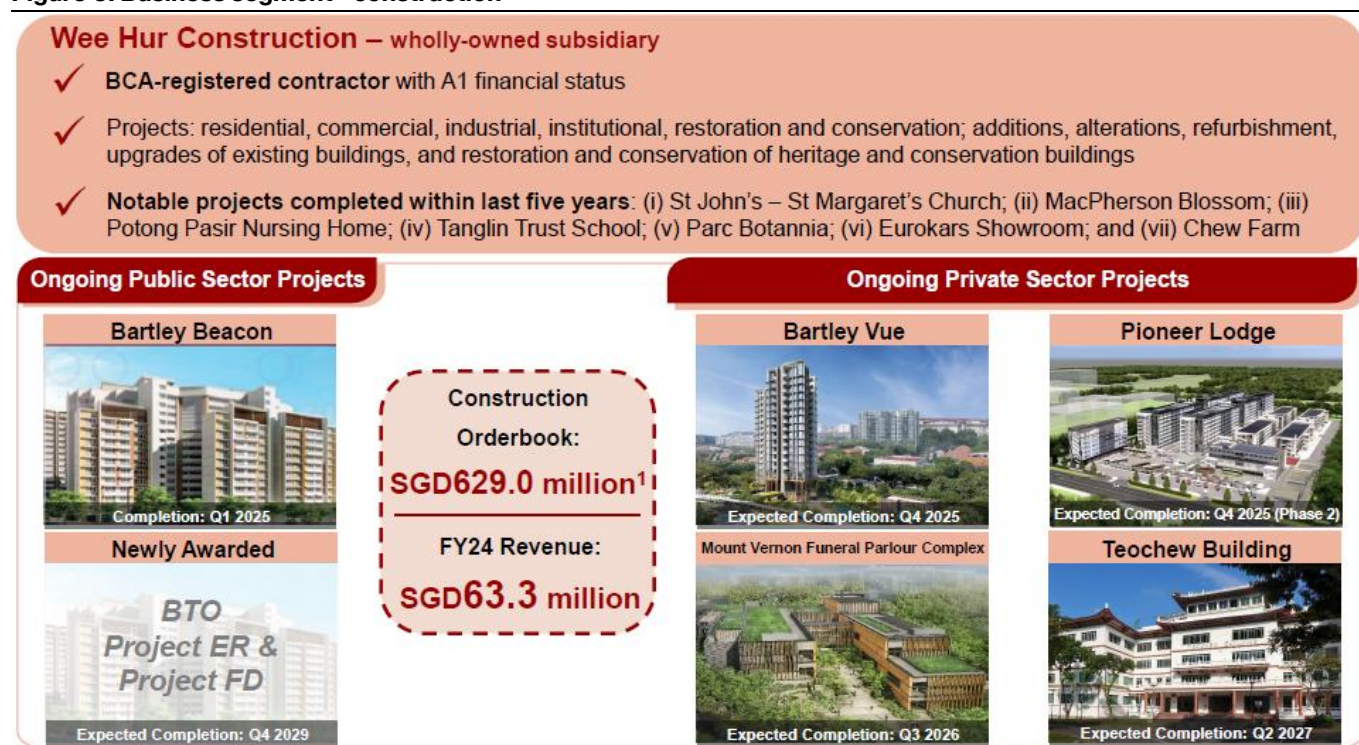 Wee Hur Construction – wholly-owned subsidiary
BCA-registered contractor with A1 financial status
Projects: residential, commercial, industrial, institutional, restoration and conservation; additions, alterations, refurbishment,
upgrades of existing buildings, and restoration and conservation of heritage and conservation buildings
Notable projects completed within last five years: (i) St John’s – St Margaret’s Church; (ii) MacPherson Blossom; (iii)
Potong Pasir Nursing Home; (iv) Tanglin Trust School; (v) Parc Botannia; (vi) Eurokars Showroom; and (vii) Chew Farm
Ongoing Public Sector Projects
Bartley Beacon
Completion: Q1 2025
Newly Awarded
BTO
Project ER &
Project FD
Expected Completion: Q4 2029
Construction
Orderbook:
SGD629.0 million¹
FY24 Revenue:
SGD63.3 million
Ongoing Private Sector Projects
Bartley Vue
Expected Completion: Q4 2025
Pioneer Lodge
Expected Completion: Q4 2025 (Phase 2)
Mount Vernon Funeral Parlour Complex
Expected Completion: Q3 2026
Teochew Building
Expected Completion: Q2 2027